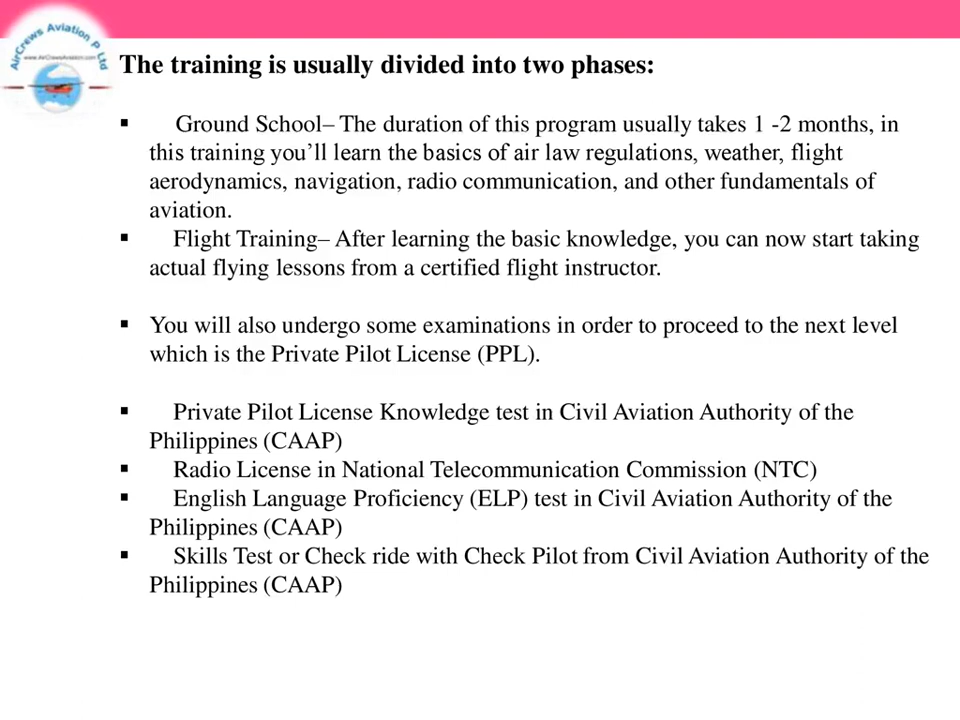 AirCrews Aviation P Ltd
www.AirCrewsAviation.com
The training is usually divided into two phases:
▪ Ground School– The duration of this program usually takes 1 -2 months, in
this training you’ll learn the basics of air law regulations, weather, flight
aerodynamics, navigation, radio communication, and other fundamentals of
aviation.
▪ Flight Training– After learning the basic knowledge, you can now start taking
actual flying lessons from a certified flight instructor.
▪ You will also undergo some examinations in order to proceed to the next level
which is the Private Pilot License (PPL).
▪ Private Pilot License Knowledge test in Civil Aviation Authority of the
Philippines (CAAP)
▪ Radio License in National Telecommunication Commission (NTC)
▪ English Language Proficiency (ELP) test in Civil Aviation Authority of the
Philippines (CAAP)
▪ Skills Test or Check ride with Check Pilot from Civil Aviation Authority of the
Philippines (CAAP)